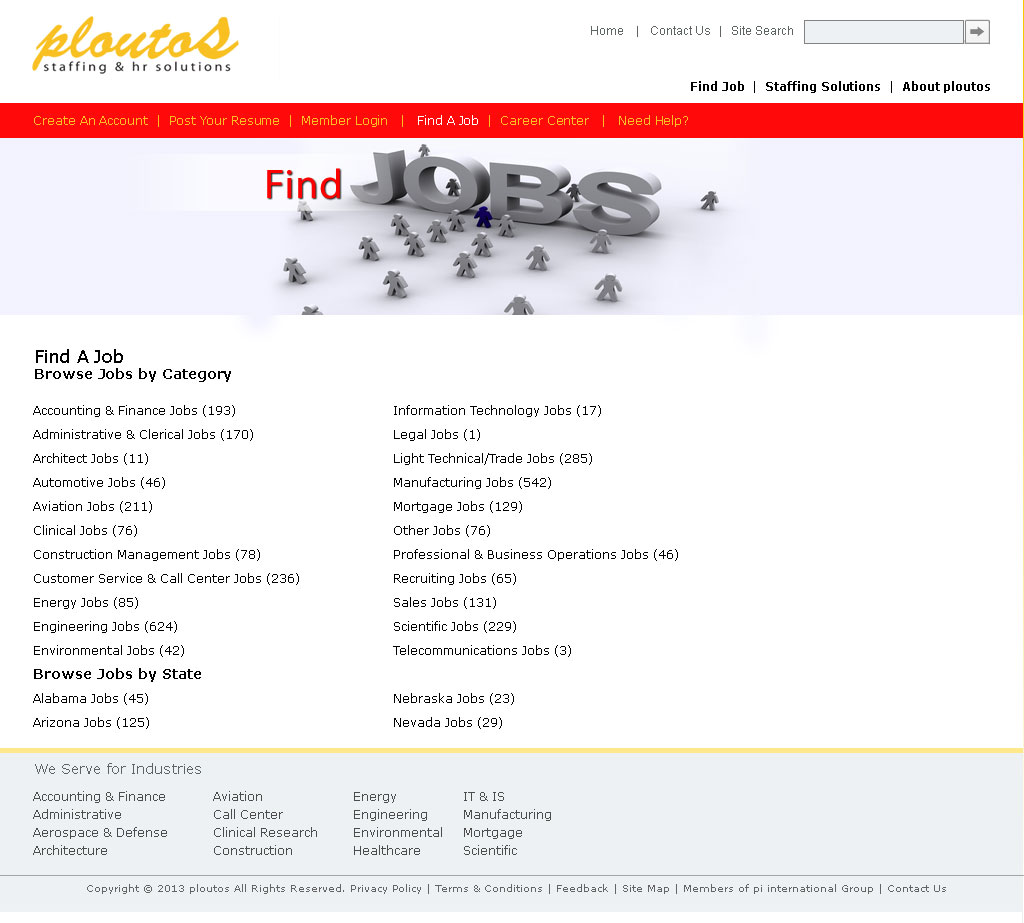 ploutos
staffing & hr solutions
Home | Contact Us | Site Search
Find Job | Staffing Solutions | About ploutos
Create An Account | Post Your Resume | Member Login | Find A Job | Career Center | Need Help?
Find JOBS
Find A Job
Browse Jobs by Category
Accounting & Finance Jobs (193) Information Technology Jobs (17)
Administrative & Clerical Jobs (170) Legal Jobs (1)
Architect Jobs (11) Light Technical/Trade Jobs (285)
Automotive Jobs (46) Manufacturing Jobs (542)
Aviation Jobs (211) Mortgage Jobs (129)
Clinical Jobs (76) Other Jobs (76)
Construction Management Jobs (78) Professional & Business Operations Jobs (46)
Customer Service & Call Center Jobs (236) Recruiting Jobs (65)
Energy Jobs (85) Sales Jobs (131)
Engineering Jobs (624) Scientific Jobs (229)
Environmental Jobs (42) Telecommunications Jobs (3)
Browse Jobs by State
Alabama Jobs (45) Nebraska Jobs (23)
Arizona Jobs (125) Nevada Jobs (29)
We Serve for Industries
Accounting & Finance Aviation Energy IT & IS
Administrative Call Center Engineering Manufacturing
Aerospace & Defense Clinical Research Environmental Mortgage
Architecture Construction Healthcare Scientific
Copyright © 2013 ploutos All Rights Reserved. Privacy Policy | Terms & Conditions | Feedback | Site Map | Members of pi international Group | Contact Us